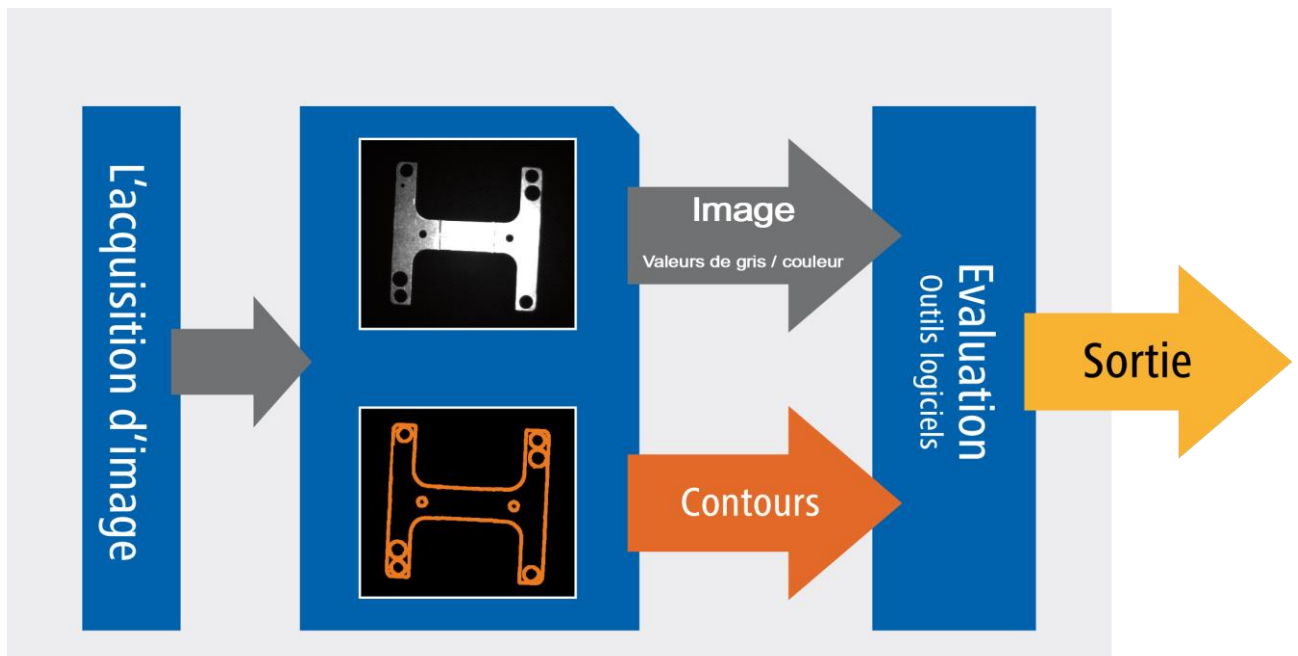 L'acquisition d'image
Image
Valeurs de gris / couleur
Contours
Evaluation
Outils logiciels
Sortie